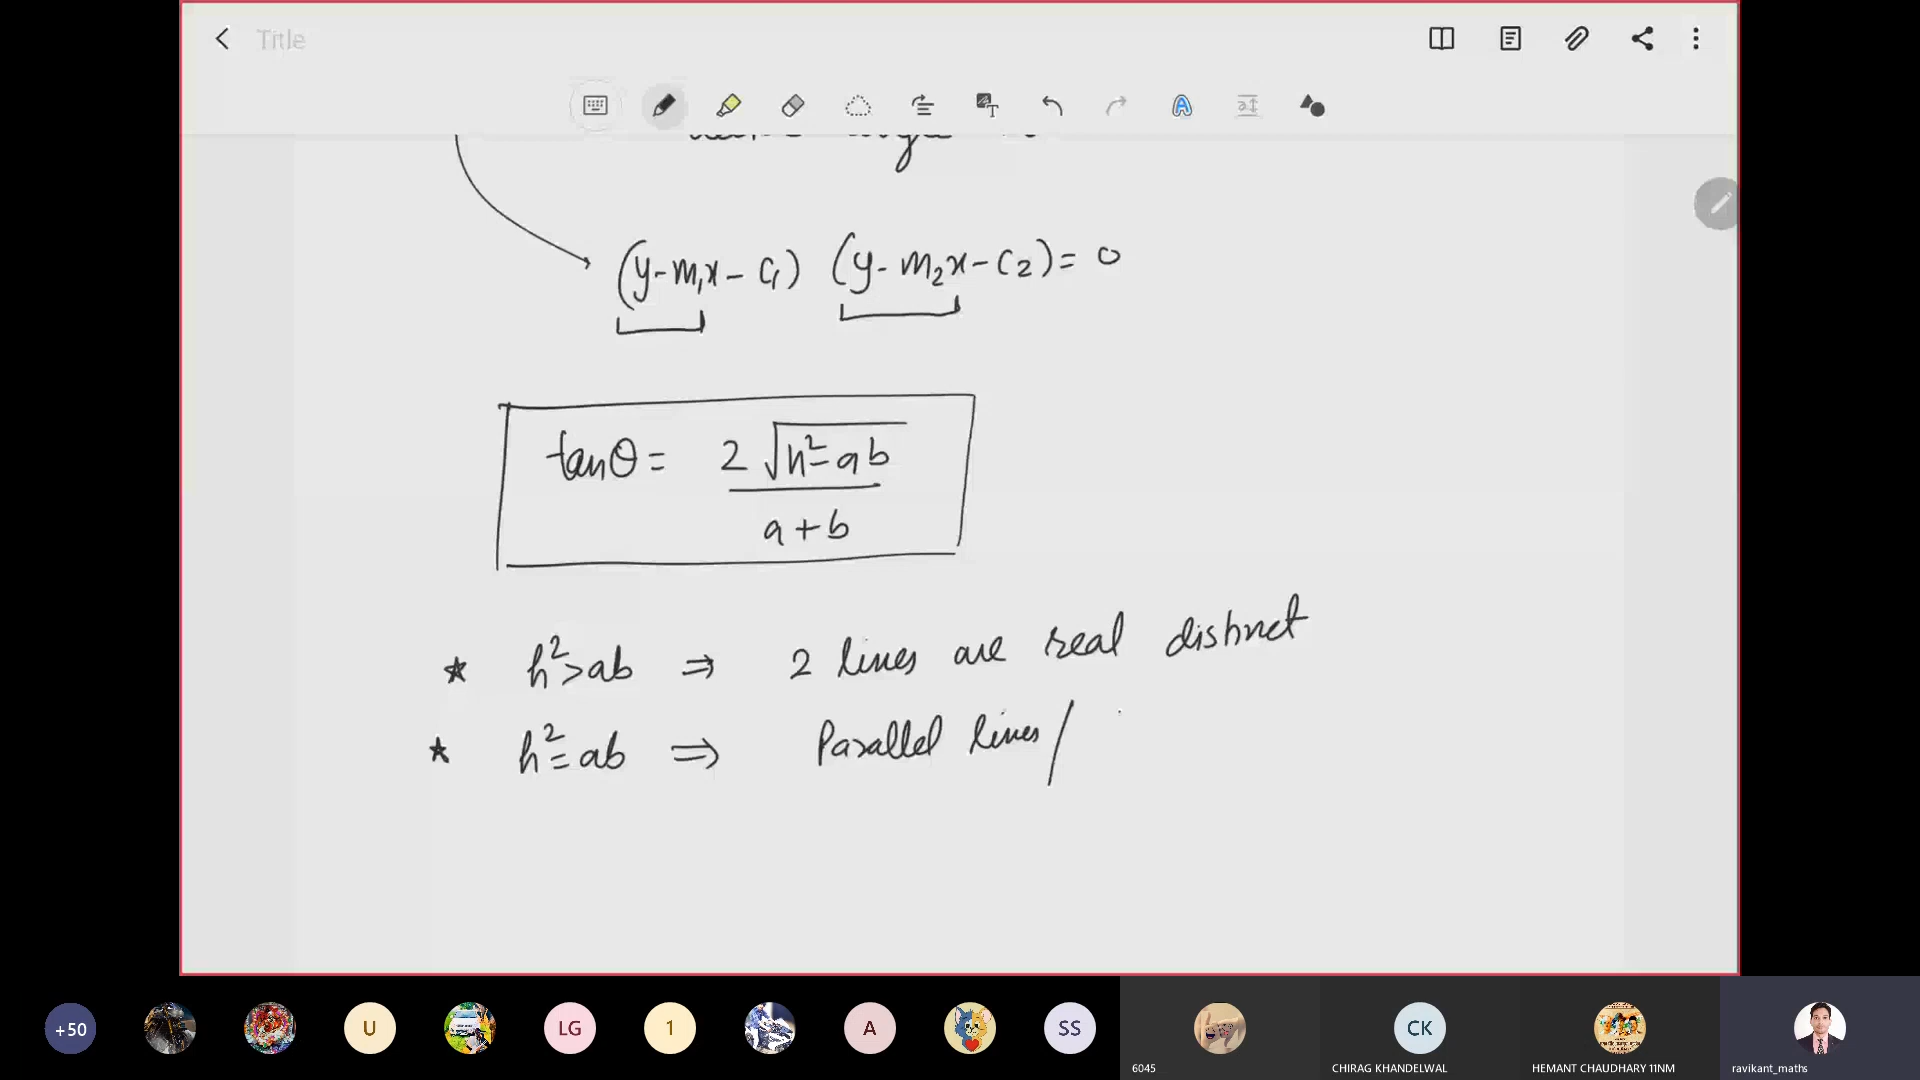 Title
(y-m₁x-c₁) (y-m₂x-c₂)=0
tanθ = 2√h²-ab
a+b
★ h²>ab ⇒ 2 lines are real distinct
★ h²=ab ⇒ Parallel lines/
+50 U LG 1 A SS CK
6045 CHIRAG KHANDELWAL HEMANT CHAUDHARY 11NM ravikant_maths